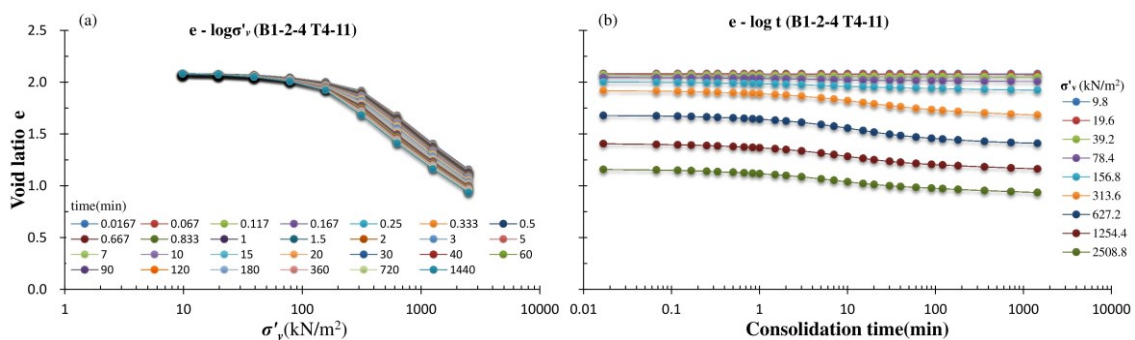 (a)
e - logσ'v (B1-2-4 T4-11)
2.5
2.0
1.5
1.0
0.5
0.0
Void latio e
time(min)
0.0167 0.067 0.117 0.167 0.25 0.333 0.5
0.667 0.833 1 1.5 2 3 5
7 10 15 20 30 40 60
90 120 180 360 720 1440
1 10 100 1000 10000
σ'v(kN/m²)
(b)
e - log t (B1-2-4 T4-11)
σ'v (kN/m²)
9.8
19.6
39.2
78.4
156.8
313.6
627.2
1254.4
2508.8
0.01 0.1 1 10 100 1000 10000
Consolidation time(min)